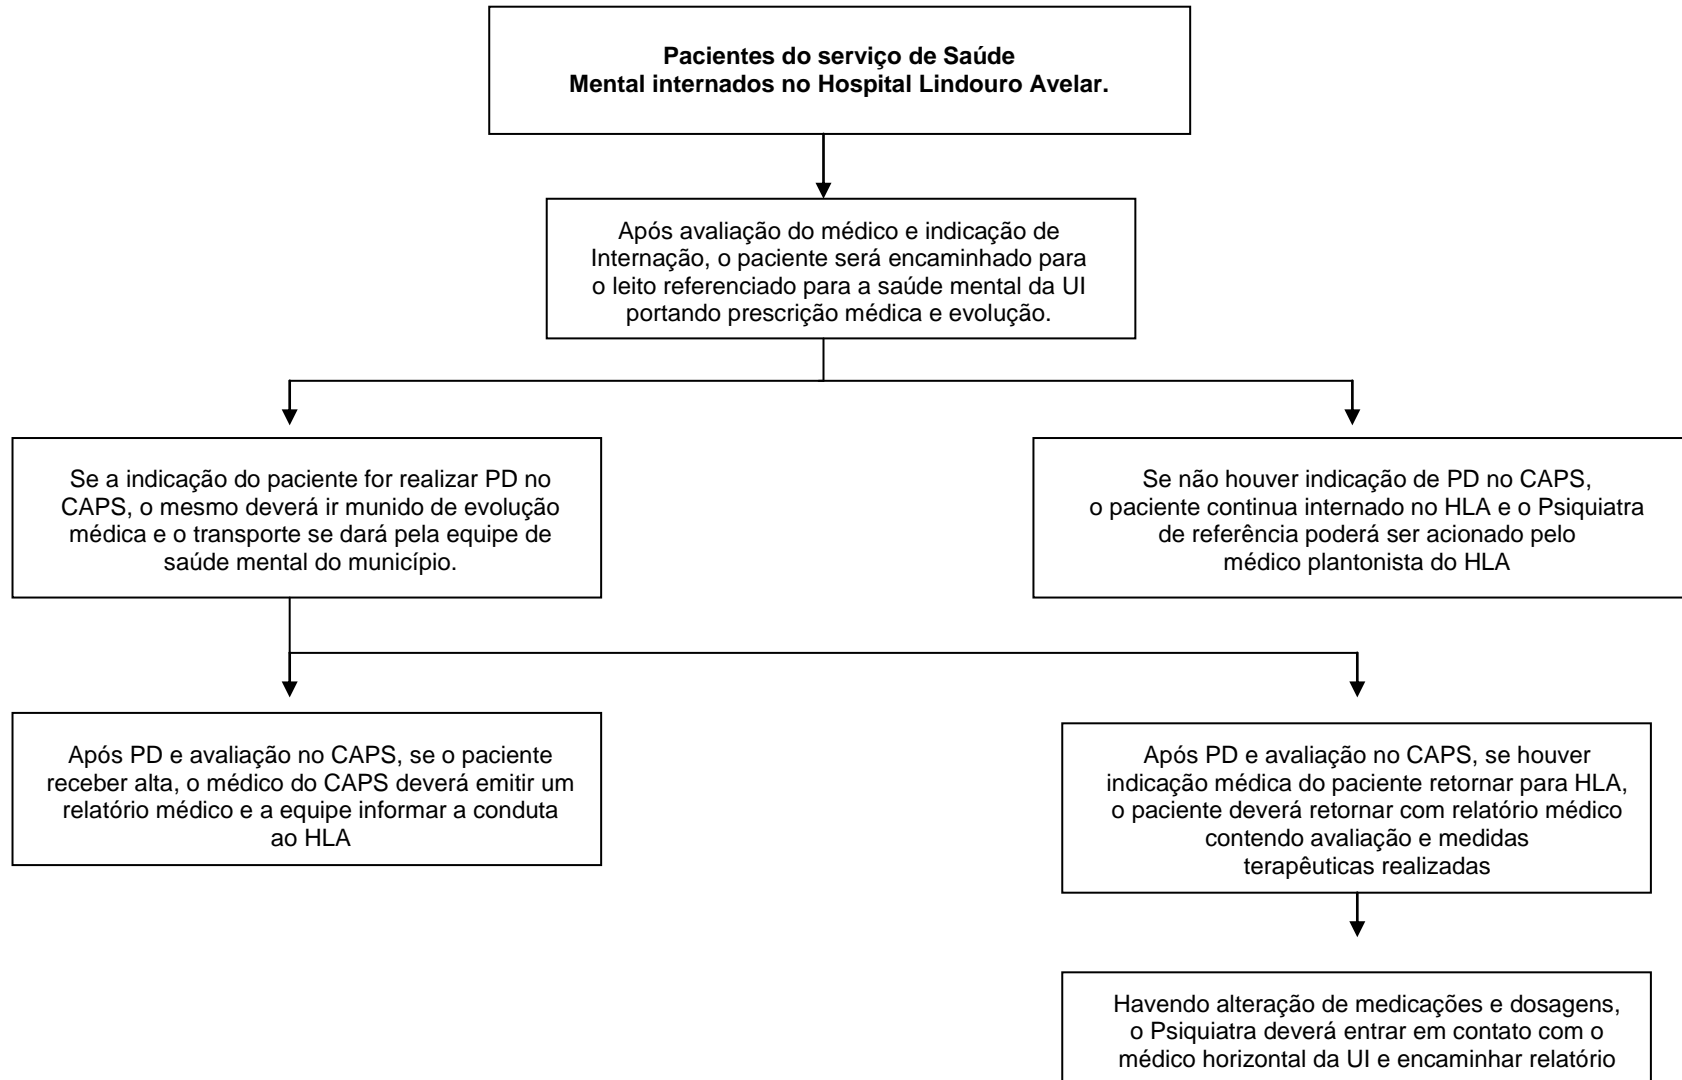 Pacientes do serviço de Saúde
Mental internados no Hospital Lindouro Avelar.
Após avaliação do médico e indicação de
Internação, o paciente será encaminhado para
o leito referenciado para a saúde mental da UI
portando prescrição médica e evolução.
Se a indicação do paciente for realizar PD no
CAPS, o mesmo deverá ir munido de evolução
médica e o transporte se dará pela equipe de
saúde mental do município.
Se não houver indicação de PD no CAPS,
o paciente continua internado no HLA e o Psiquiatra
de referência poderá ser acionado pelo
médico plantonista do HLA
Após PD e avaliação no CAPS, se o paciente
receber alta, o médico do CAPS deverá emitir um
relatório médico e a equipe informar a conduta
ao HLA
Após PD e avaliação no CAPS, se houver
indicação médica do paciente retornar para HLA,
o paciente deverá retornar com relatório médico
contendo avaliação e medidas
terapêuticas realizadas
Havendo alteração de medicações e dosagens,
o Psiquiatra deverá entrar em contato com o
médico horizontal da UI e encaminhar relatório